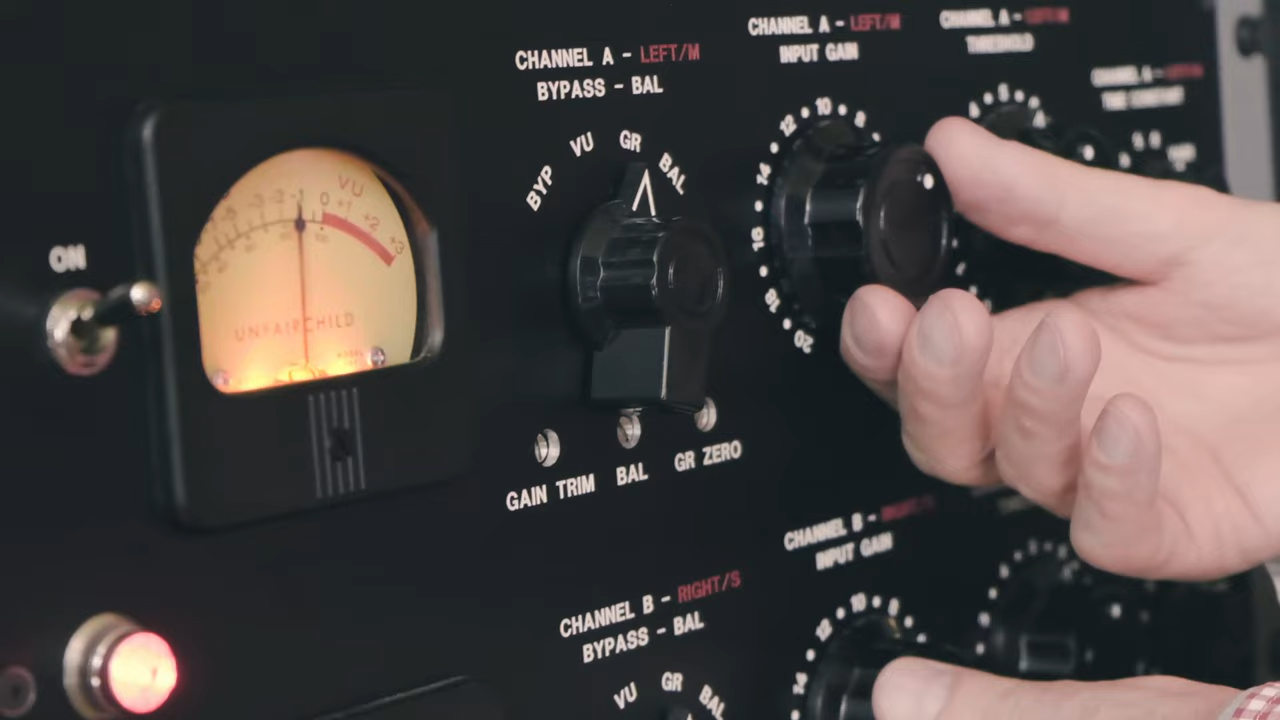 CHANNEL A - LEFT/M
BYPASS - BAL
BYP VU GR BAL
GAIN TRIM BAL GR ZERO
ON
VU
1 0 +1 +2 +3
UNFAIRCHILD
CHANNEL A - LEFT/M
INPUT GAIN
20 18 16 14 12 10 8
CHANNEL A - LEFT/M
THRESHOLD
CHANNEL A - LEFT/M
TIME CONSTANT
CHANNEL B - RIGHT/S
BYPASS - BAL
VU GR BAL
CHANNEL B - RIGHT/S
INPUT GAIN
14 12 10 8